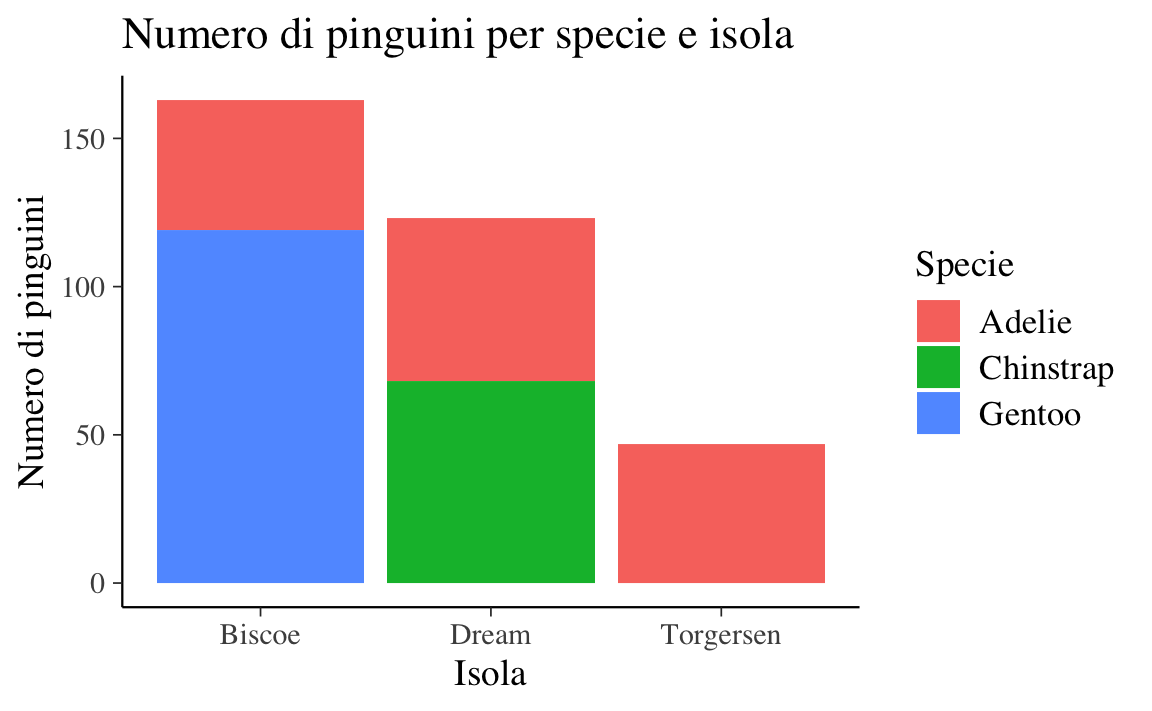 Numero di pinguini per specie e isola
Numero di pinguini
150
100
50
0
Biscoe
Dream
Torgersen
Isola
Specie
Adelie
Chinstrap
Gentoo